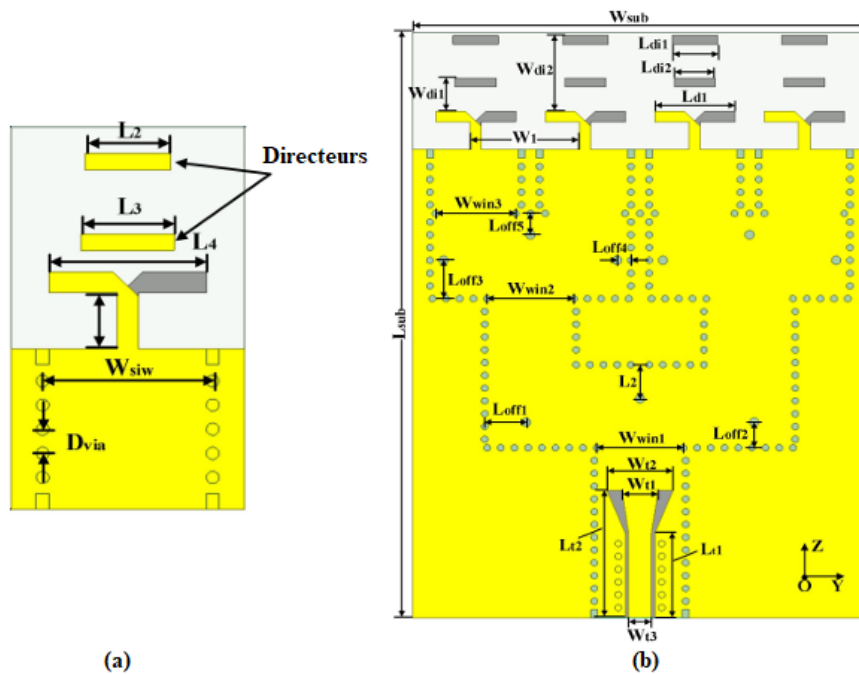 L2
Directeurs
L3
L4
Wsiw
Dvia
(a)
Wsub
Ldi1
Wdi2
Ldi2
Wdi1
Ld1
W1
Wwin3
Loff5
Loff4
Loff3
Wwin2
Lsub
L2
Loff1
Wwin1
Loff2
Wt2
Wt1
Lt2
Lt1
Z
O
Y
Wt3
(b)